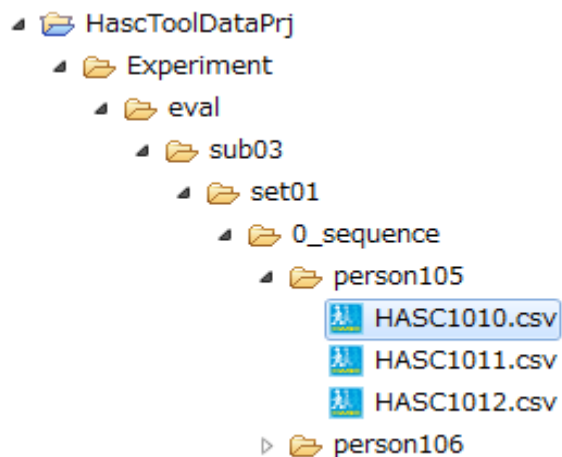 HascToolDataPrj
Experiment
eval
sub03
set01
0_sequence
person105
HASC1010.csv
HASC1011.csv
HASC1012.csv
person106